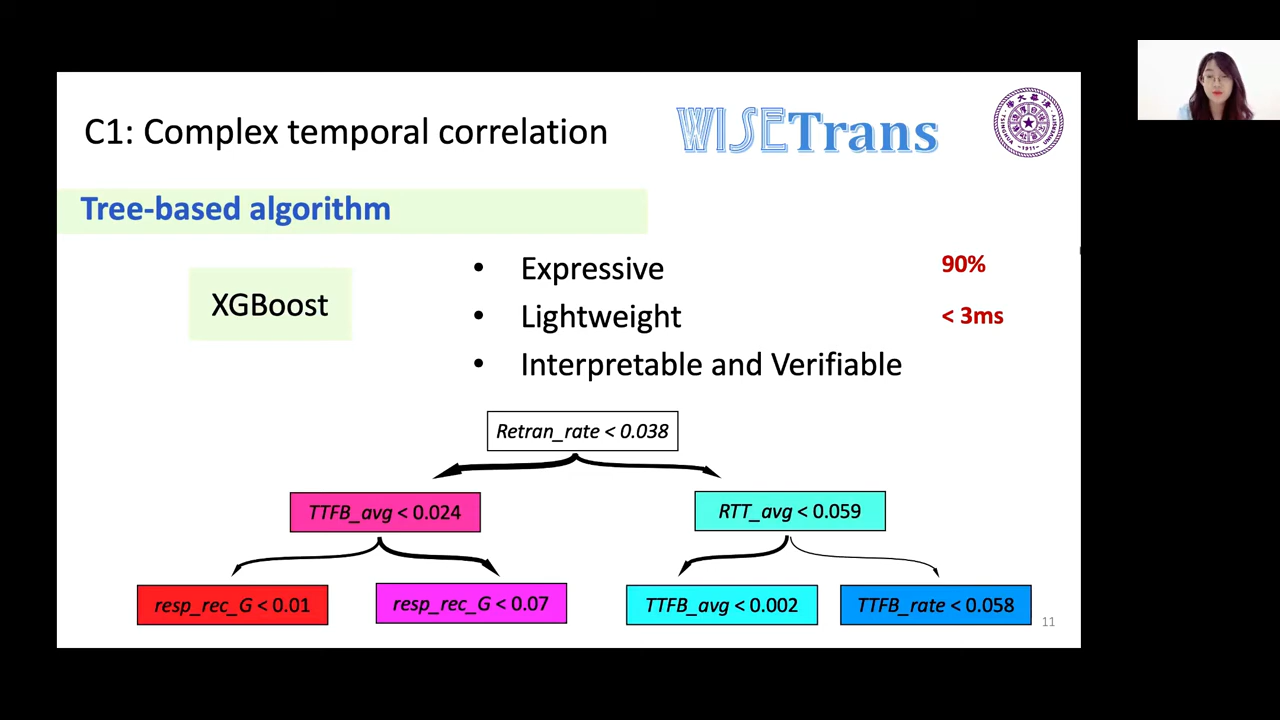 C1: Complex temporal correlation
WISETrans
Tree-based algorithm
XGBoost
• Expressive 90%
• Lightweight < 3ms
• Interpretable and Verifiable
Retran_rate < 0.038
TTFB_avg < 0.024
RTT_avg < 0.059
resp_rec_G < 0.01
resp_rec_G < 0.07
TTFB_avg < 0.002
TTFB_rate < 0.058
11